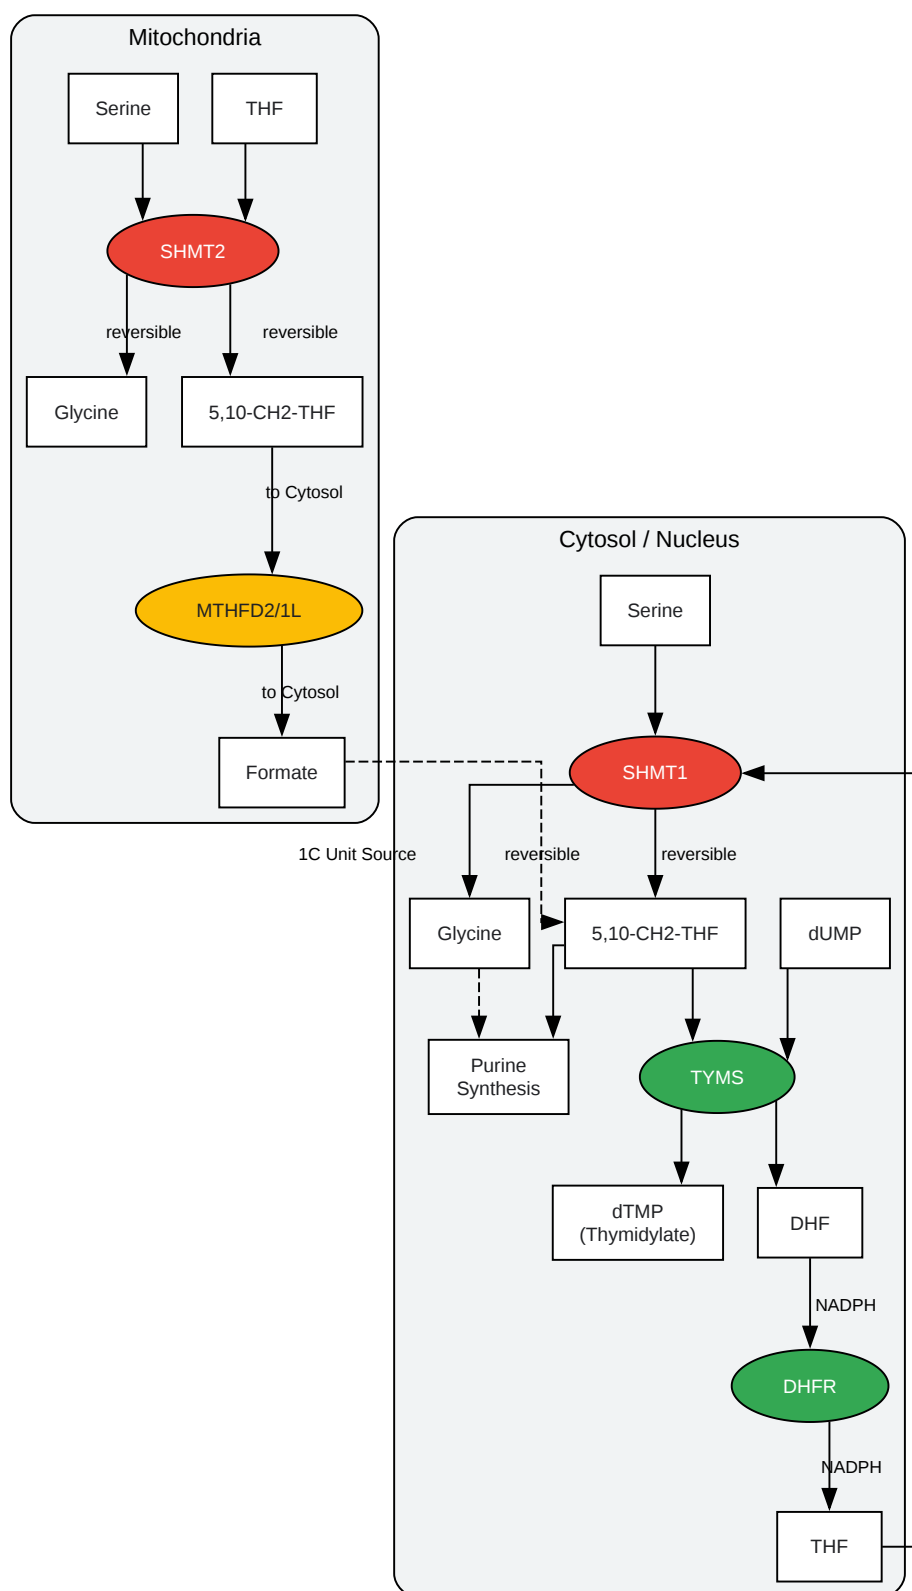 Mitochondria
Serine
THF
SHMT2
reversible
reversible
Glycine
5,10-CH2-THF
to Cytosol
MTHFD2/1L
to Cytosol
Formate
Cytosol / Nucleus
Serine
SHMT1
1C Unit Source
reversible
reversible
Glycine
5,10-CH2-THF
dUMP
Purine
Synthesis
TYMS
dTMP
(Thymidylate)
DHF
NADPH
DHFR
NADPH
THF